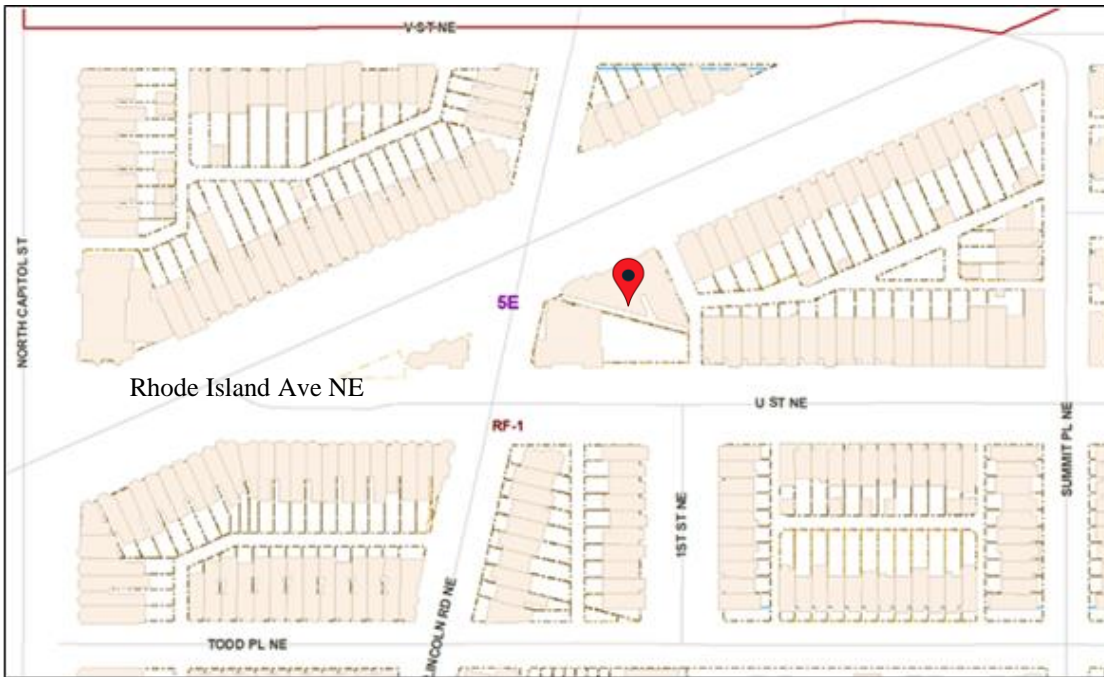 V ST NE
NORTH CAPITOL ST
5E
Rhode Island Ave NE
U ST NE
RF-1
SUMMIT PL NE
1ST ST NE
LINCOLN RD NE
TODD PL NE